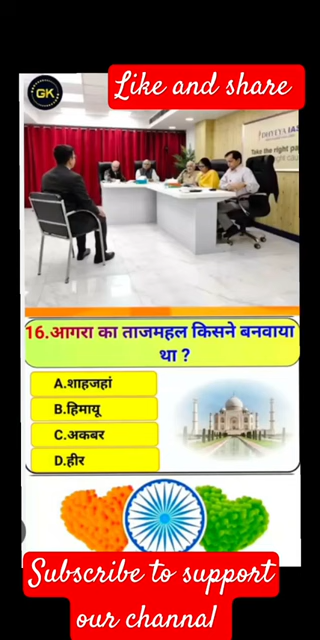 Like and share
GK
DHYEYA IAS
Take the right pa
16.आगरा का ताजमहल किसने बनवाया
था ?
A.शाहजहां
B.हिमायू
C.अकबर
D.हीर
Subscribe to support
our channal